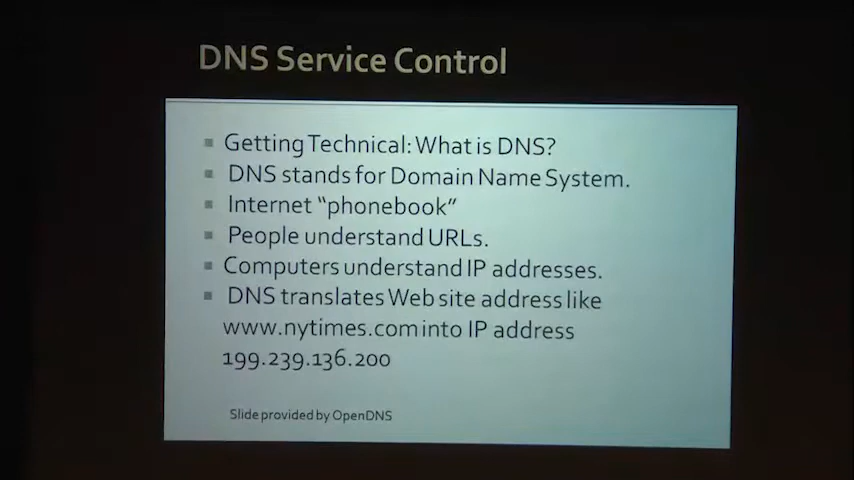 DNS Service Control
Getting Technical: What is DNS?
DNS stands for Domain Name System.
Internet “phonebook”
People understand URLs.
Computers understand IP addresses.
DNS translates Web site address like
www.nytimes.com into IP address
199.239.136.200
Slide provided by OpenDNS